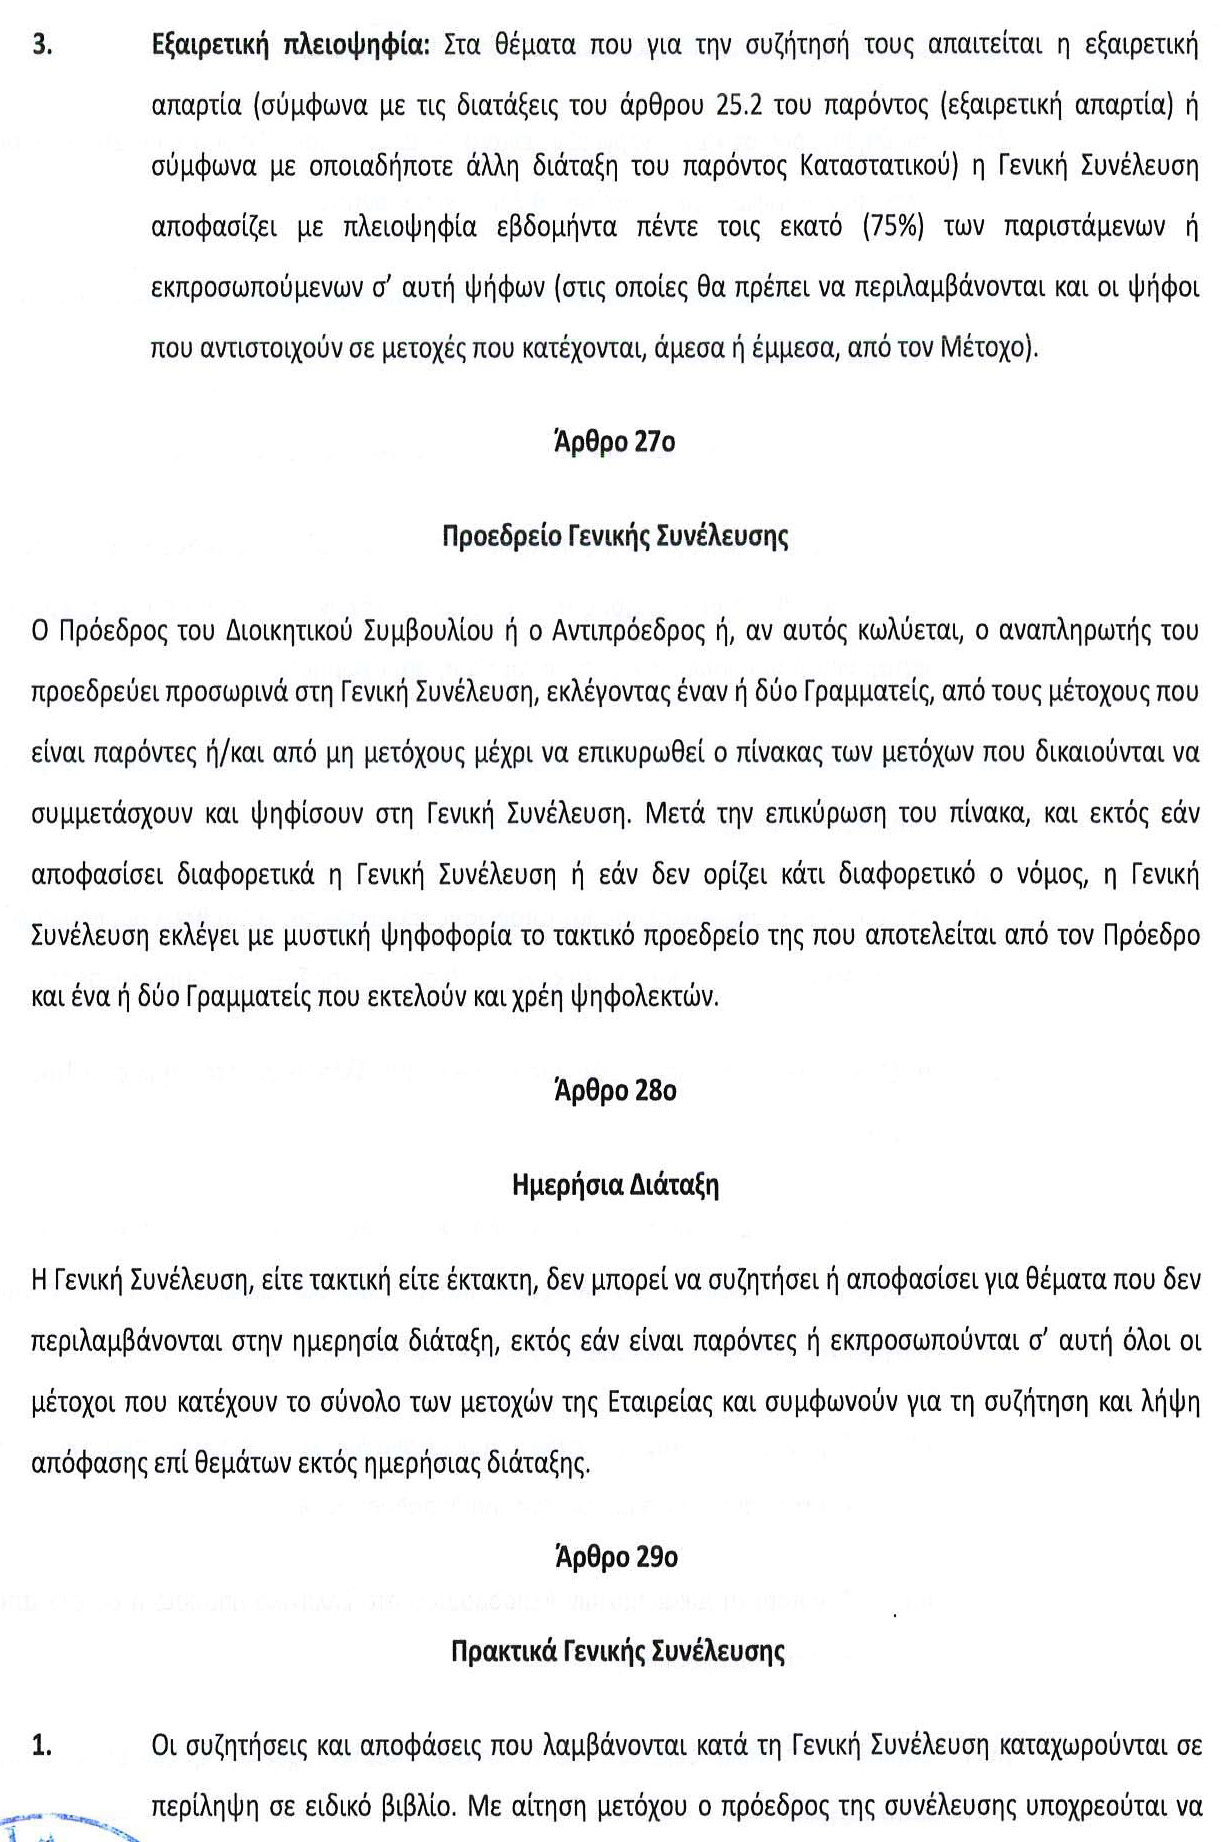 3. Εξαιρετική πλειοψηφία: Στα θέματα που για την συζήτησή τους απαιτείται η εξαιρετική
απαρτία (σύμφωνα με τις διατάξεις του άρθρου 25.2 του παρόντος (εξαιρετική απαρτία) ή
σύμφωνα με οποιαδήποτε άλλη διάταξη του παρόντος Καταστατικού) η Γενική Συνέλευση
αποφασίζει με πλειοψηφία εβδομήντα πέντε τοις εκατό (75%) των παριστάμενων ή
εκπροσωπούμενων σ’ αυτή ψήφων (στις οποίες θα πρέπει να περιλαμβάνονται και οι ψήφοι
που αντιστοιχούν σε μετοχές που κατέχονται, άμεσα ή έμμεσα, από τον Μέτοχο).
Άρθρο 27ο
Προεδρείο Γενικής Συνέλευσης
Ο Πρόεδρος του Διοικητικού Συμβουλίου ή ο Αντιπρόεδρος ή, αν αυτός κωλύεται, ο αναπληρωτής του
προεδρεύει προσωρινά στη Γενική Συνέλευση, εκλέγοντας έναν ή δύο Γραμματείς, από τους μέτοχους που
είναι παρόντες ή/και από μη μετόχους μέχρι να επικυρωθεί ο πίνακας των μετόχων που δικαιούνται να
συμμετάσχουν και ψηφίσουν στη Γενική Συνέλευση. Μετά την επικύρωση του πίνακα, και εκτός εάν
αποφασίσει διαφορετικά η Γενική Συνέλευση ή εάν δεν ορίζει κάτι διαφορετικό ο νόμος, η Γενική
Συνέλευση εκλέγει με μυστική ψηφοφορία το τακτικό προεδρείο της που αποτελείται από τον Πρόεδρο
και ένα ή δύο Γραμματείς που εκτελούν και χρέη ψηφολεκτών.
Άρθρο 28ο
Ημερήσια Διάταξη
Η Γενική Συνέλευση, είτε τακτική είτε έκτακτη, δεν μπορεί να συζητήσει ή αποφασίσει για θέματα που δεν
περιλαμβάνονται στην ημερησία διάταξη, εκτός εάν είναι παρόντες ή εκπροσωπούνται σ’ αυτή όλοι οι
μέτοχοι που κατέχουν το σύνολο των μετοχών της Εταιρείας και συμφωνούν για τη συζήτηση και λήψη
απόφασης επί θεμάτων εκτός ημερήσιας διάταξης.
Άρθρο 29ο
Πρακτικά Γενικής Συνέλευσης
1. Οι συζητήσεις και αποφάσεις που λαμβάνονται κατά τη Γενική Συνέλευση καταχωρούνται σε
περίληψη σε ειδικό βιβλίο. Με αίτηση μετόχου ο πρόεδρος της συνέλευσης υποχρεούται να